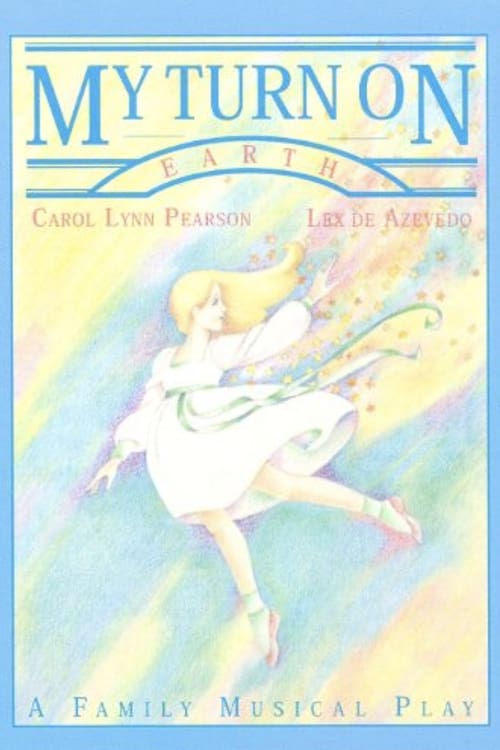 MY TURN ON
EARTH
CAROL LYNN PEARSON LEX DE AZEVEDO
A FAMILY MUSICAL PLAY